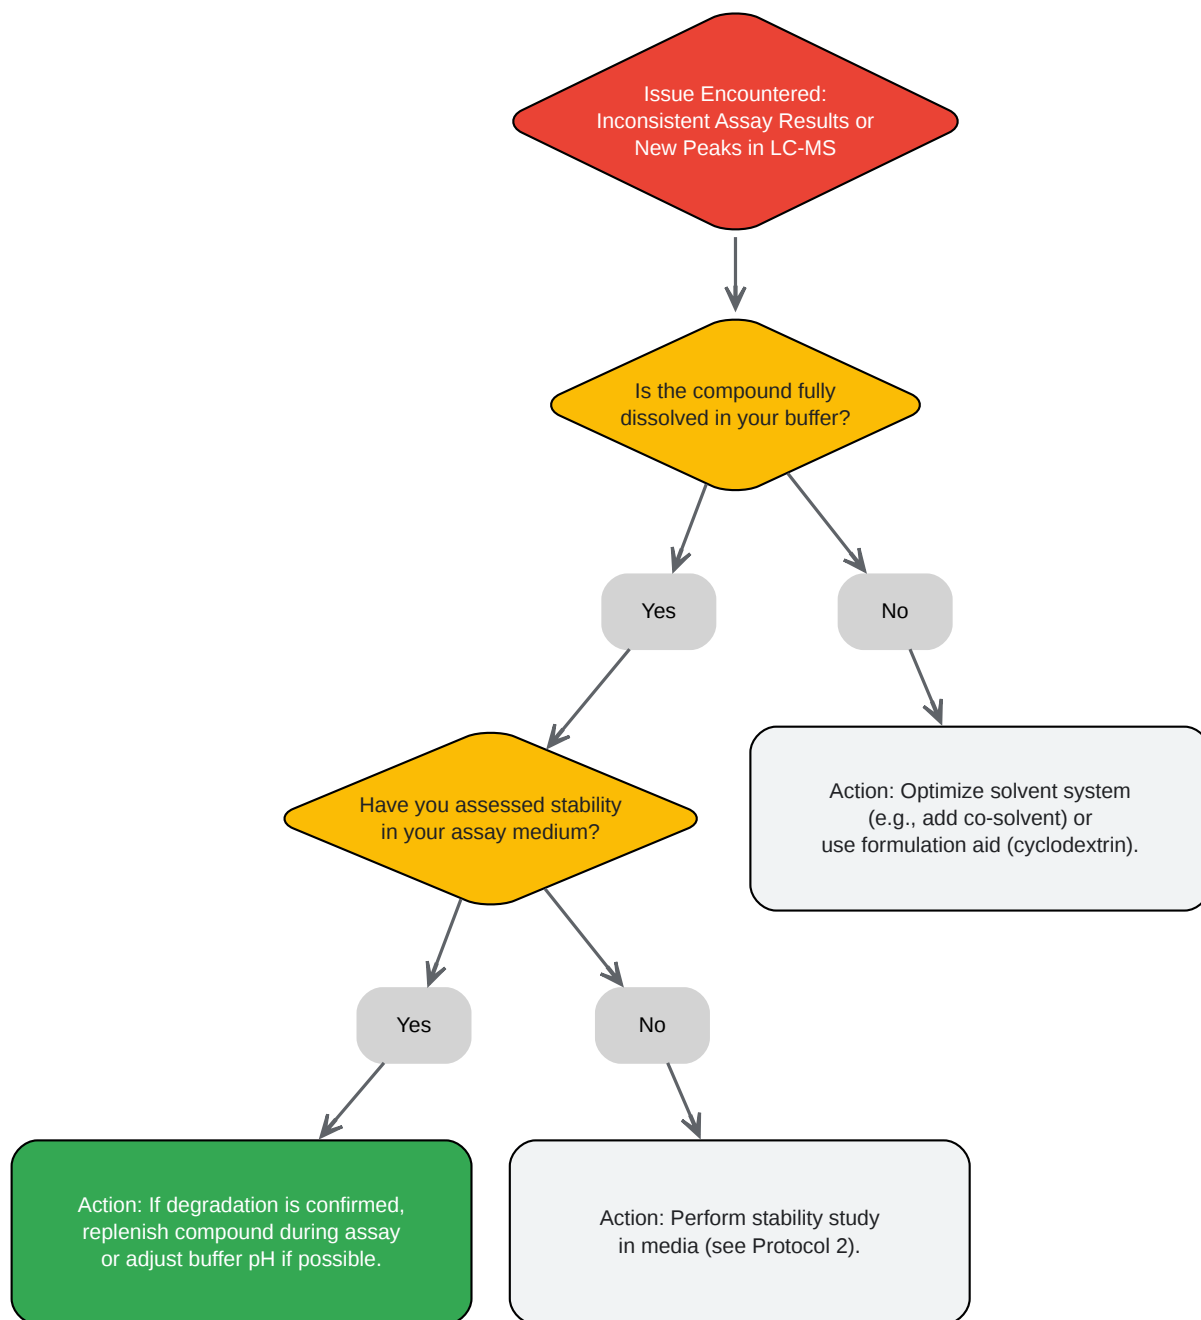 Issue Encountered:
Inconsistent Assay Results or
New Peaks in LC-MS
Is the compound fully
dissolved in your buffer?
Yes
No
Have you assessed stability
in your assay medium?
Action: Optimize solvent system
(e.g., add co-solvent) or
use formulation aid (cyclodextrin).
Yes
No
Action: If degradation is confirmed,
replenish compound during assay
or adjust buffer pH if possible.
Action: Perform stability study
in media (see Protocol 2).